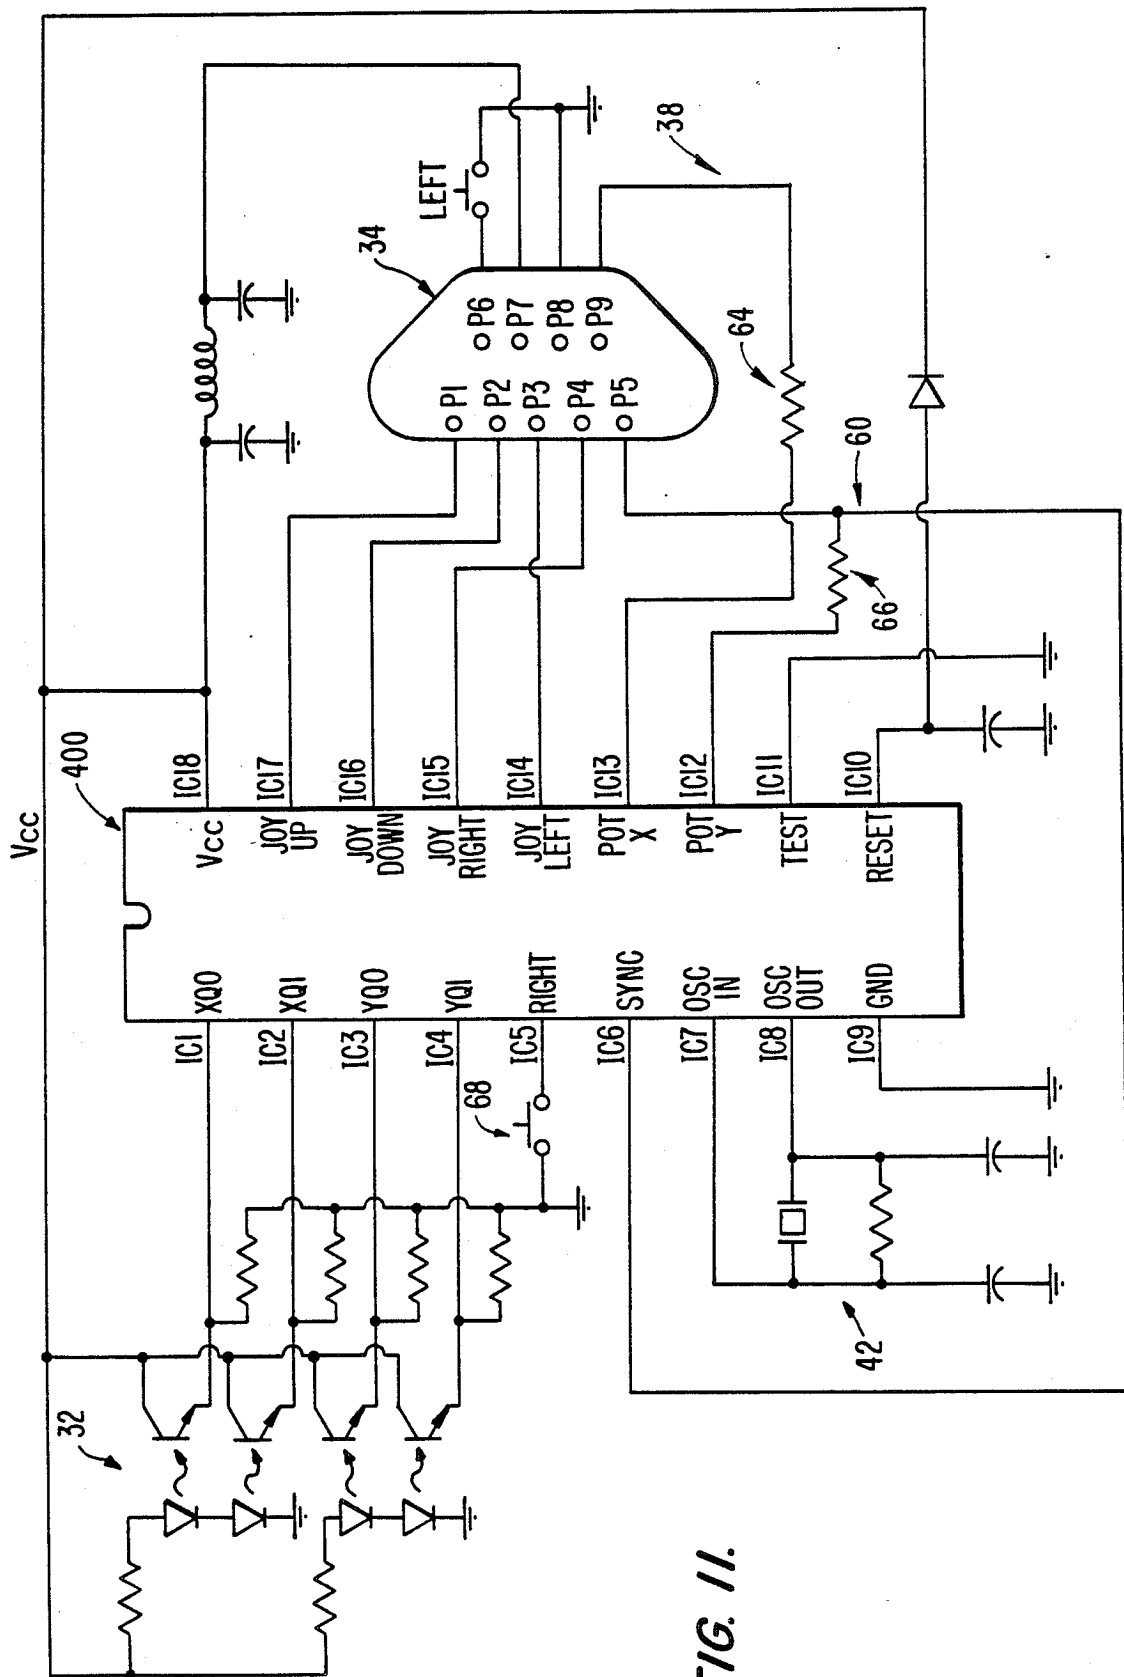 Vcc
400
IC18
IC17
IC16
IC15
IC14
IC13
IC12
IC11
IC10
Vcc
JOY
UP
JOY
DOWN
JOY
RIGHT
JOY
LEFT
POT
X
POT
Y
TEST
RESET
XQ0
XQ1
YQ0
YQ1
RIGHT
SYNC
OSC
IN
OSC
OUT
GND
IC1
IC2
IC3
IC4
IC5
IC6
IC7
IC8
IC9
LEFT
34
38
P1
P2
P3
P4
P5
P6
P7
P8
P9
64
60
66
68
32
42
FIG. 11.